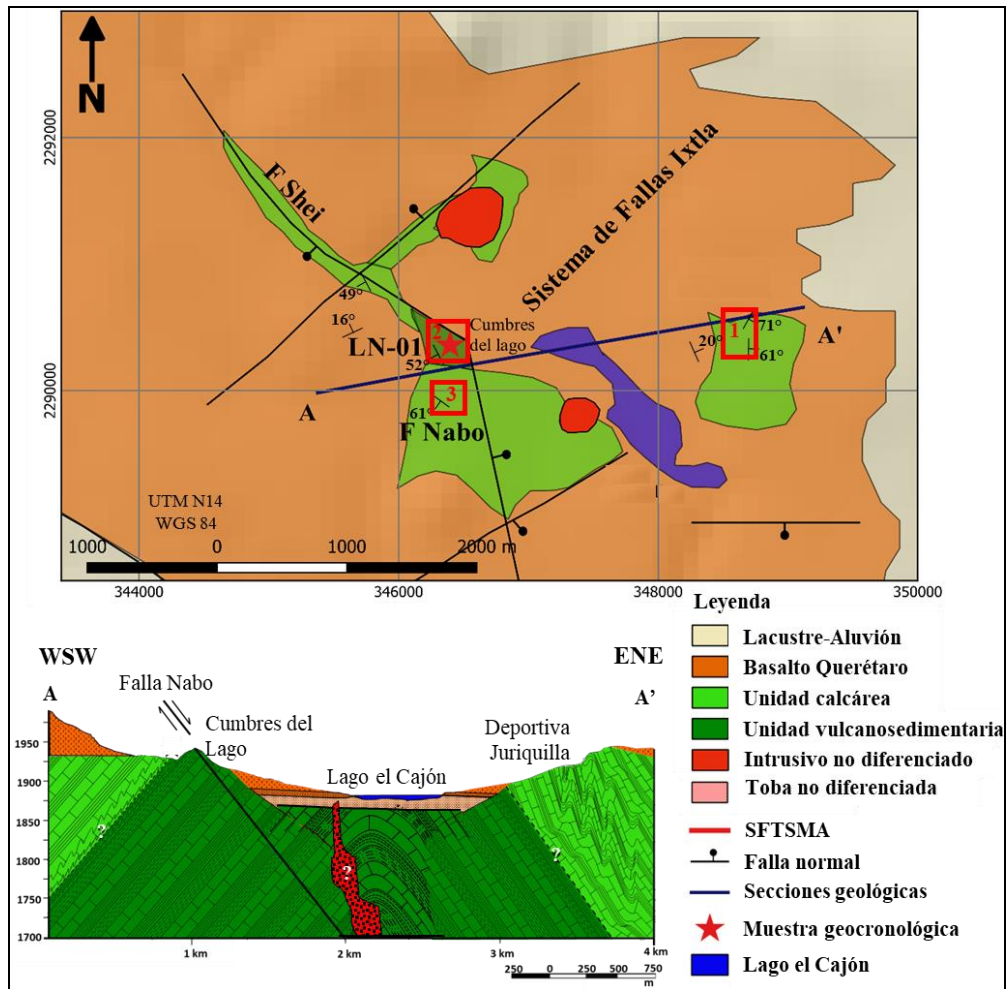 N
2292000
2290000
F Shei
Sistema de Fallas Ixtla
49°
16°
LN-01
2
Cumbres
del lago
52°
A
61°
3
F Nabo
20°
1
71°
61°
A'
UTM N14
WGS 84
1000 0 1000 2000 m
344000 346000 348000 350000
Leyenda
Lacustre-Aluvión
Basalto Querétaro
Unidad calcárea
Unidad vulcanosedimentaria
Intrusivo no diferenciado
Toba no diferenciada
SFTSMA
Falla normal
Secciones geológicas
Muestra geocronológica
Lago el Cajón
WSW
ENE
A
A’
Falla Nabo
Cumbres del
Lago
Lago el Cajón
Deportiva
Juriquilla
1950
1900
1850
1800
1750
1700
?
?
?
1 km
2 km
3 km
4 km
250 0 250 500 750
m